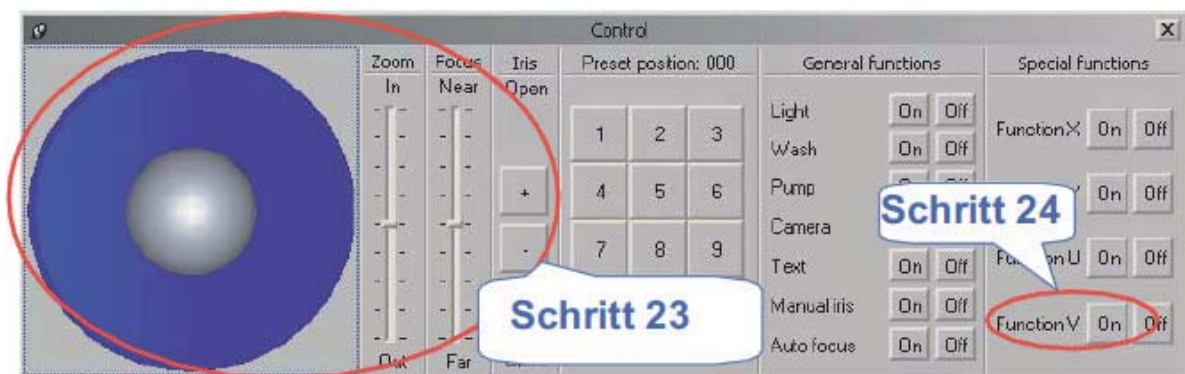 Control
X
Zoom
In
Out
Focus
Near
Far
Iris
Open
+
-
Preset position: 000
1 2 3
4 5 6
7 8 9
General functions
Light On Off
Wash On Off
Pump
Camera
Text On Off
Manual iris On Off
Auto focus On Off
Special functions
Function X On Off
On Off
Function U On Off
Function V On Off
Schritt 23
Schritt 24